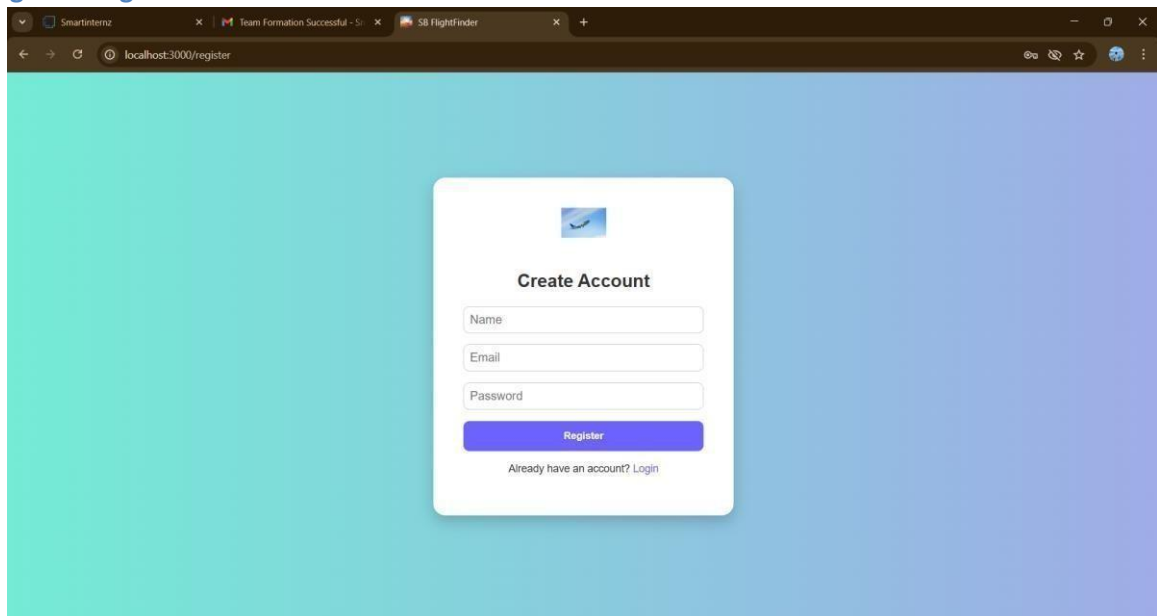 Smartinternz
Team Formation Successful - S
SB FlightFinder
localhost:3000/register
Create Account
Name
Email
Password
Register
Already have an account? Login